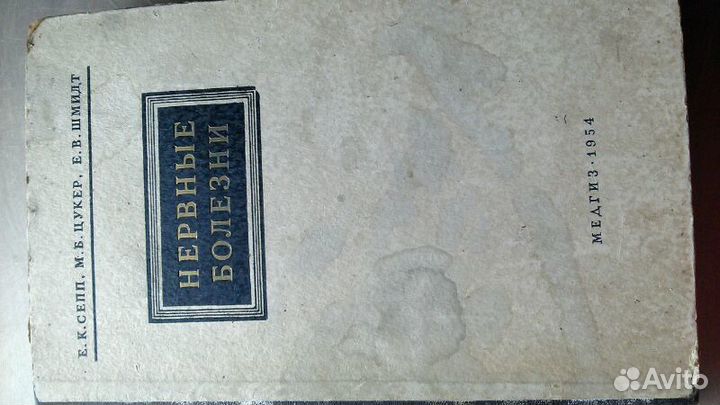 Е. К. СЕПП, М. Б. ЦУКЕР, Е. В. ШМИДТ
НЕРВНЫЕ
БОЛЕЗНИ
МЕДГИЗ · 1954
Avito